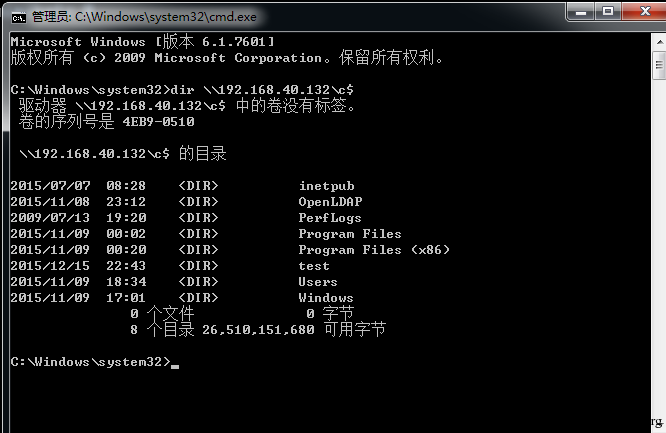 管理员: C:\Windows\system32\cmd.exe
Microsoft Windows [版本 6.1.7601]
版权所有 (c) 2009 Microsoft Corporation。保留所有权利。
C:\Windows\system32>dir \\192.168.40.132\c$
驱动器 \\192.168.40.132\c$ 中的卷没有标签。
卷的序列号是 4EB9-0510
\\192.168.40.132\c$ 的目录
2015/07/07  08:28    <DIR>          inetpub
2015/11/08  23:12    <DIR>          OpenLDAP
2009/07/13  19:20    <DIR>          PerfLogs
2015/11/09  00:02    <DIR>          Program Files
2015/11/09  00:20    <DIR>          Program Files (x86)
2015/12/15  22:43    <DIR>          test
2015/11/09  18:34    <DIR>          Users
2015/11/09  17:01    <DIR>          Windows
0 个文件              0 字节
8 个目录 26,510,151,680 可用字节
C:\Windows\system32>
rg